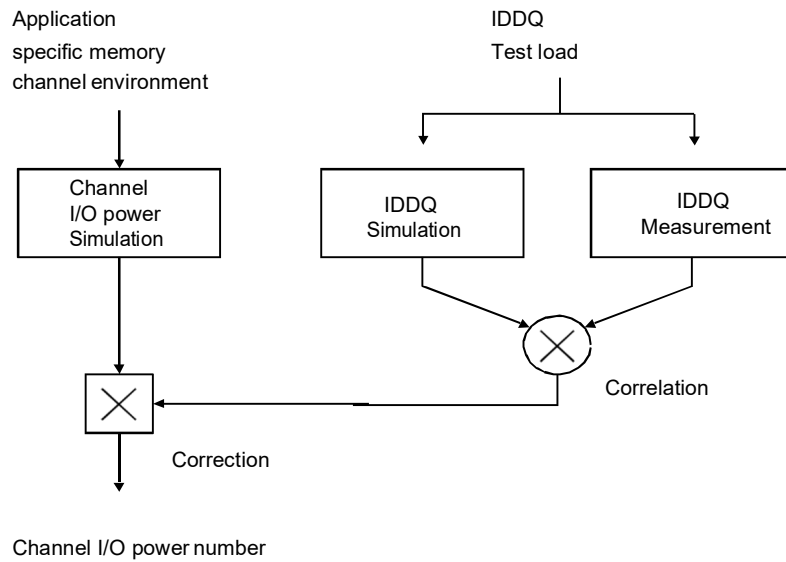 Application
specific memory
channel environment
IDDQ
Test load
Channel
I/O power
Simulation
IDDQ
Simulation
IDDQ
Measurement
Correlation
Correction
Channel I/O power number